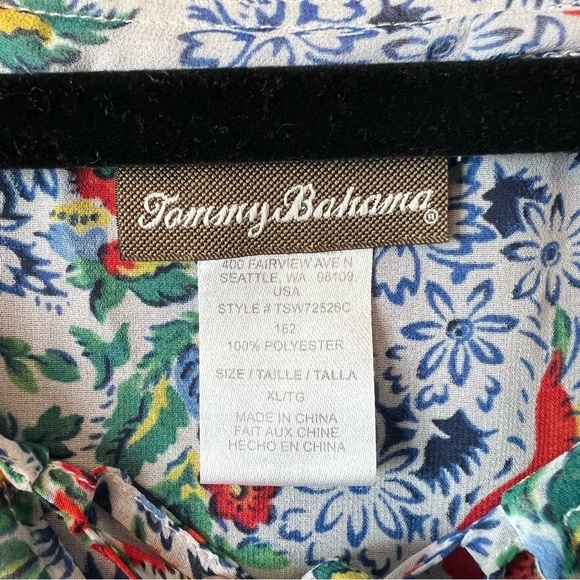 Tommy Bahama®
400 FAIRVIEW AVE N
SEATTLE, WA 98109
USA
STYLE # TSW72526C
162
100% POLYESTER
SIZE / TAILLE / TALLA
XL/TG
MADE IN CHINA
FAIT AUX CHINE
HECHO EN CHINA